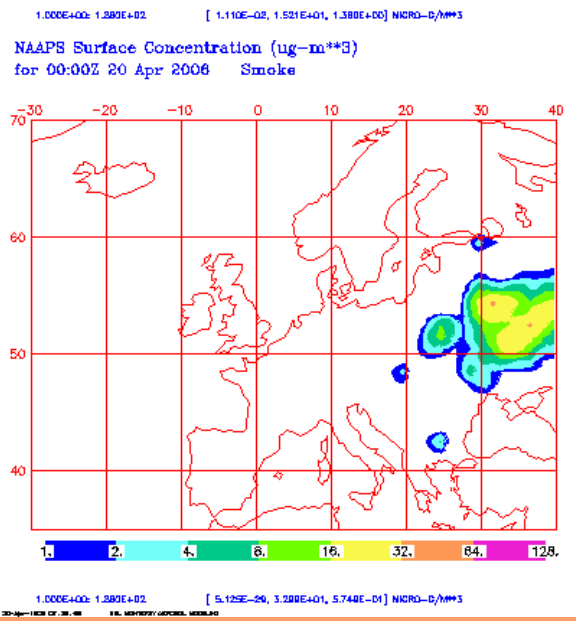 1.000E+00: 1.280E+02 [ 1.110E-02, 1.521E+01, 1.380E+00] MICRO-G/M**3
NAAPS Surface Concentration (ug-m**3)
for 00:00Z 20 Apr 2006 Smoke
-30 -20 -10 0 10 20 30 40
70
60
50
40
1. 2. 4. 8. 16. 32. 64. 128.
1.000E+00: 1.280E+02 [ 5.125E-29, 3.299E+01, 5.749E-01] MICRO-G/M**3